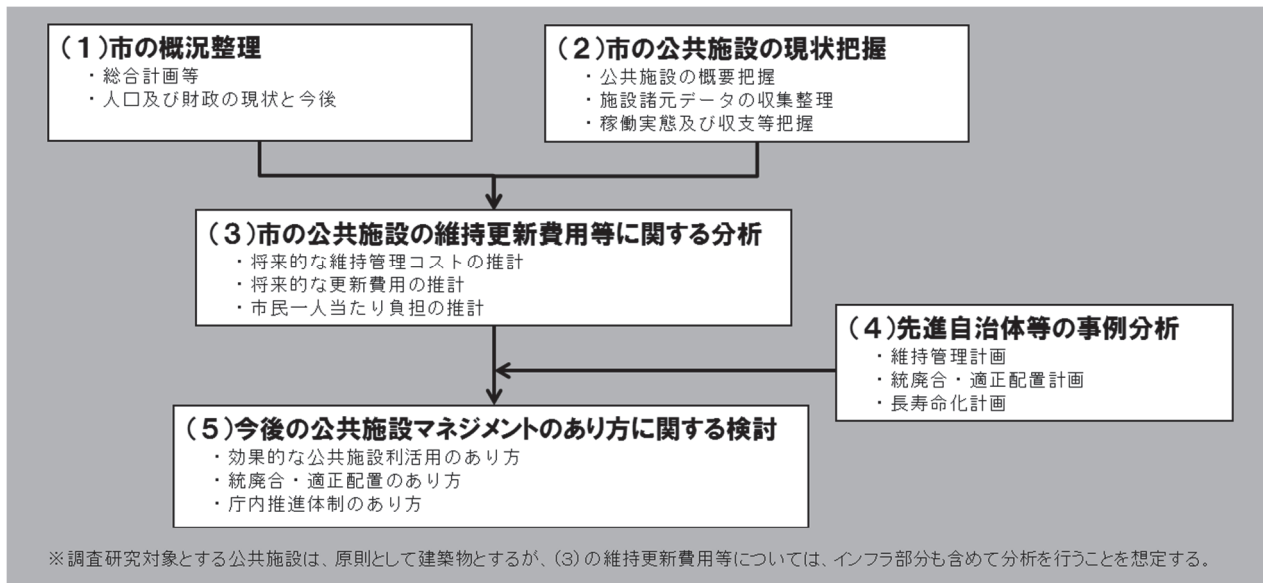 (1)市の概況整理
・総合計画等
・人口及び財政の現状と今後
(2)市の公共施設の現状把握
・公共施設の概要把握
・施設諸元データの収集整理
・稼働実態及び収支等把握
(3)市の公共施設の維持更新費用等に関する分析
・将来的な維持管理コストの推計
・将来的な更新費用の推計
・市民一人当たり負担の推計
(4)先進自治体等の事例分析
・維持管理計画
・統廃合・適正配置計画
・長寿命化計画
(5)今後の公共施設マネジメントのあり方に関する検討
・効果的な公共施設利活用のあり方
・統廃合・適正配置のあり方
・庁内推進体制のあり方
※調査研究対象とする公共施設は、原則として建築物とするが、(3)の維持更新費用等については、インフラ部分も含めて分析を行うことを想定する。